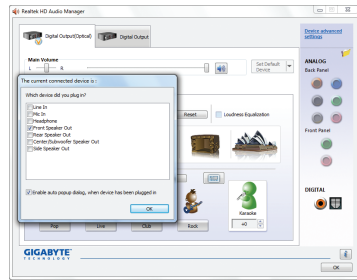 Realtek HD Audio Manager
Digital Output(Optical)
Digital Output
Device advanced
settings
Main Volume
L
R
Set Default
Device
ANALOG
Back Panel
The current connected device is :
Which device did you plug in?
Line In
Mic In
Headphone
Front Speaker Out
Rear Speaker Out
Center/Subwoofer Speaker Out
Side Speaker Out
Reset
Loudness Equalization
Front Panel
Enable auto popup dialog, when device has been plugged in
OK
DIGITAL
Karaoke
Pop
Live
Club
Rock
+0
GIGABYTE
TECHNOLOGY
OK